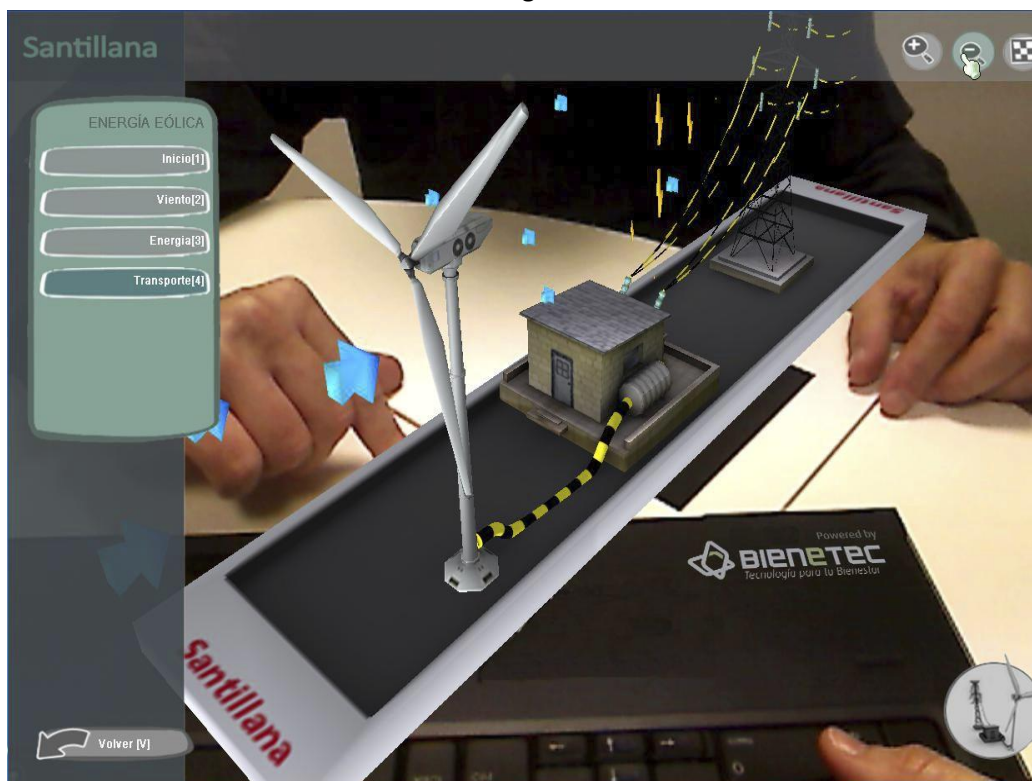 Santillana
ENERGÍA EÓLICA
Inicio[1]
Viento[2]
Energia[3]
Transporte[4]
Santillana
Powered by
BIENETEC
Tecnología para tu Bienestar
Santillana
Volver [V]